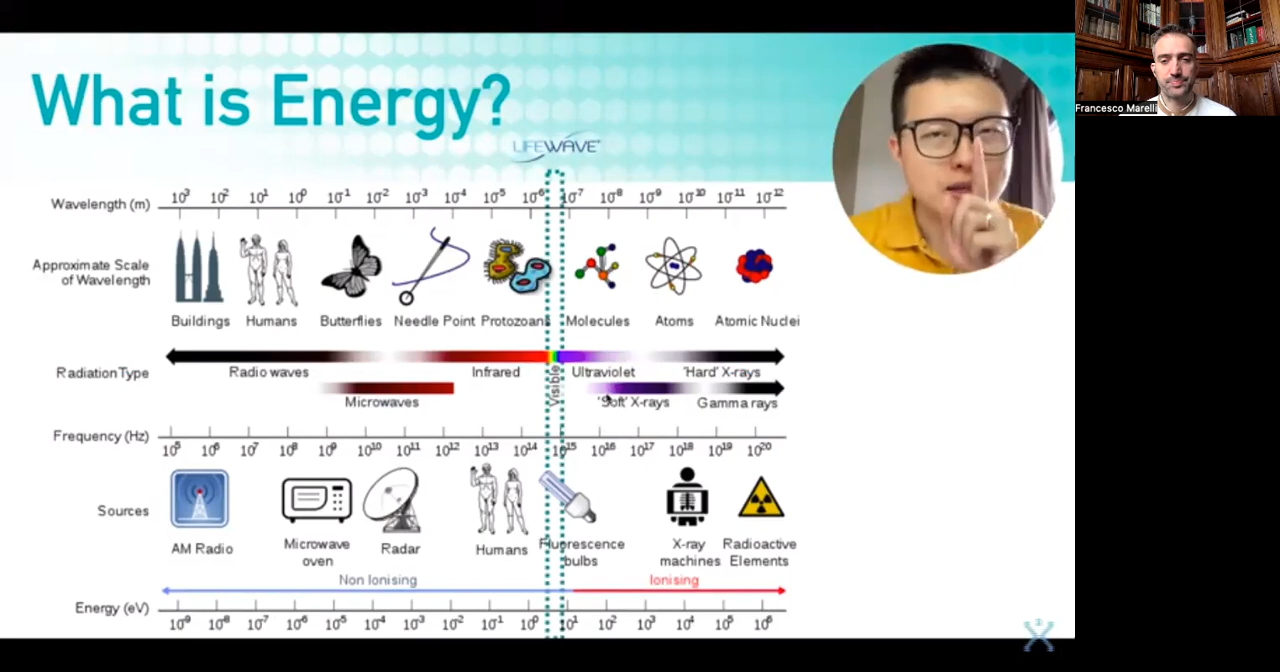 What is Energy?
LIFEWAVE
Francesco Marelli
Wavelength (m)
10³ 10² 10¹ 10⁰ 10⁻¹ 10⁻² 10⁻³ 10⁻⁴ 10⁻⁵ 10⁻⁶ 10⁻⁷ 10⁻⁸ 10⁻⁹ 10⁻¹⁰ 10⁻¹¹ 10⁻¹²
Approximate Scale
of Wavelength
Buildings Humans Butterflies Needle Point Protozoans Molecules Atoms Atomic Nuclei
Radiation Type
Radio waves Infrared Visible Ultraviolet 'Hard' X-rays
Microwaves 'Soft' X-rays Gamma rays
Frequency (Hz)
10⁵ 10⁶ 10⁷ 10⁸ 10⁹ 10¹⁰ 10¹¹ 10¹² 10¹³ 10¹⁴ 10¹⁵ 10¹⁶ 10¹⁷ 10¹⁸ 10¹⁹ 10²⁰
Sources
AM Radio Microwave oven Radar Humans Fluorescence bulbs X-ray machines Radioactive Elements
Non Ionising Ionising
Energy (eV)
10⁻⁹ 10⁻⁸ 10⁻⁷ 10⁻⁶ 10⁻⁵ 10⁻⁴ 10⁻³ 10⁻² 10⁻¹ 10⁰ 10¹ 10² 10³ 10⁴ 10⁵ 10⁶